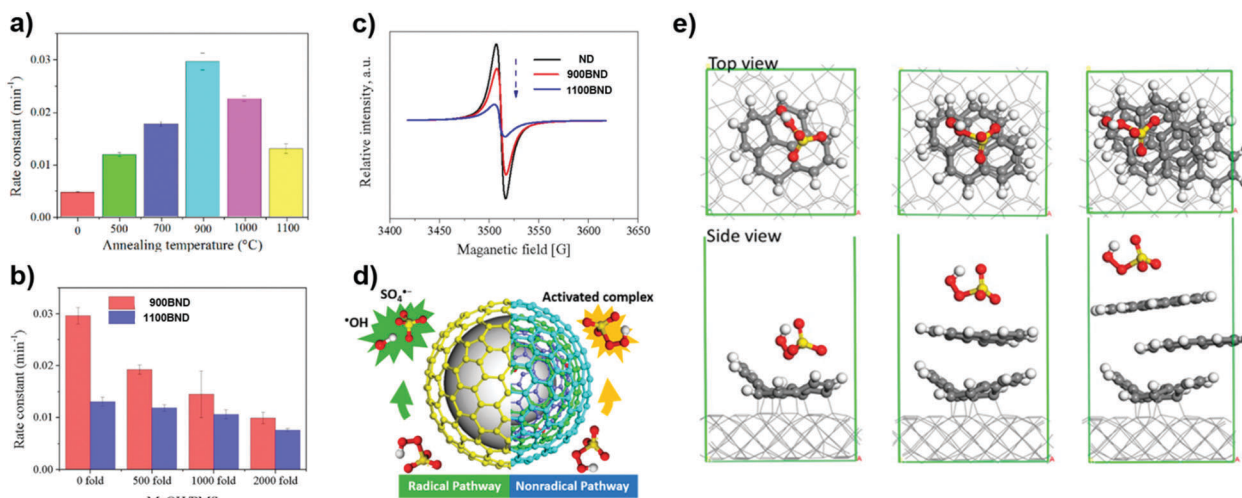 a)
Rate constant (min⁻¹)
0.03
0.02
0.01
0.00
0 500 700 900 1000 1100
Annealing temperature (°C)
b)
Rate constant (min⁻¹)
900BND
1100BND
0.03
0.02
0.01
0.00
0 fold 500 fold 1000 fold 2000 fold
c)
Relative intensity, a.u.
ND
900BND
1100BND
3400 3450 3500 3550 3600 3650
Maganetic field [G]
d)
SO₄•−
•OH
Activated complex
Radical Pathway Nonradical Pathway
e)
Top view
Side view